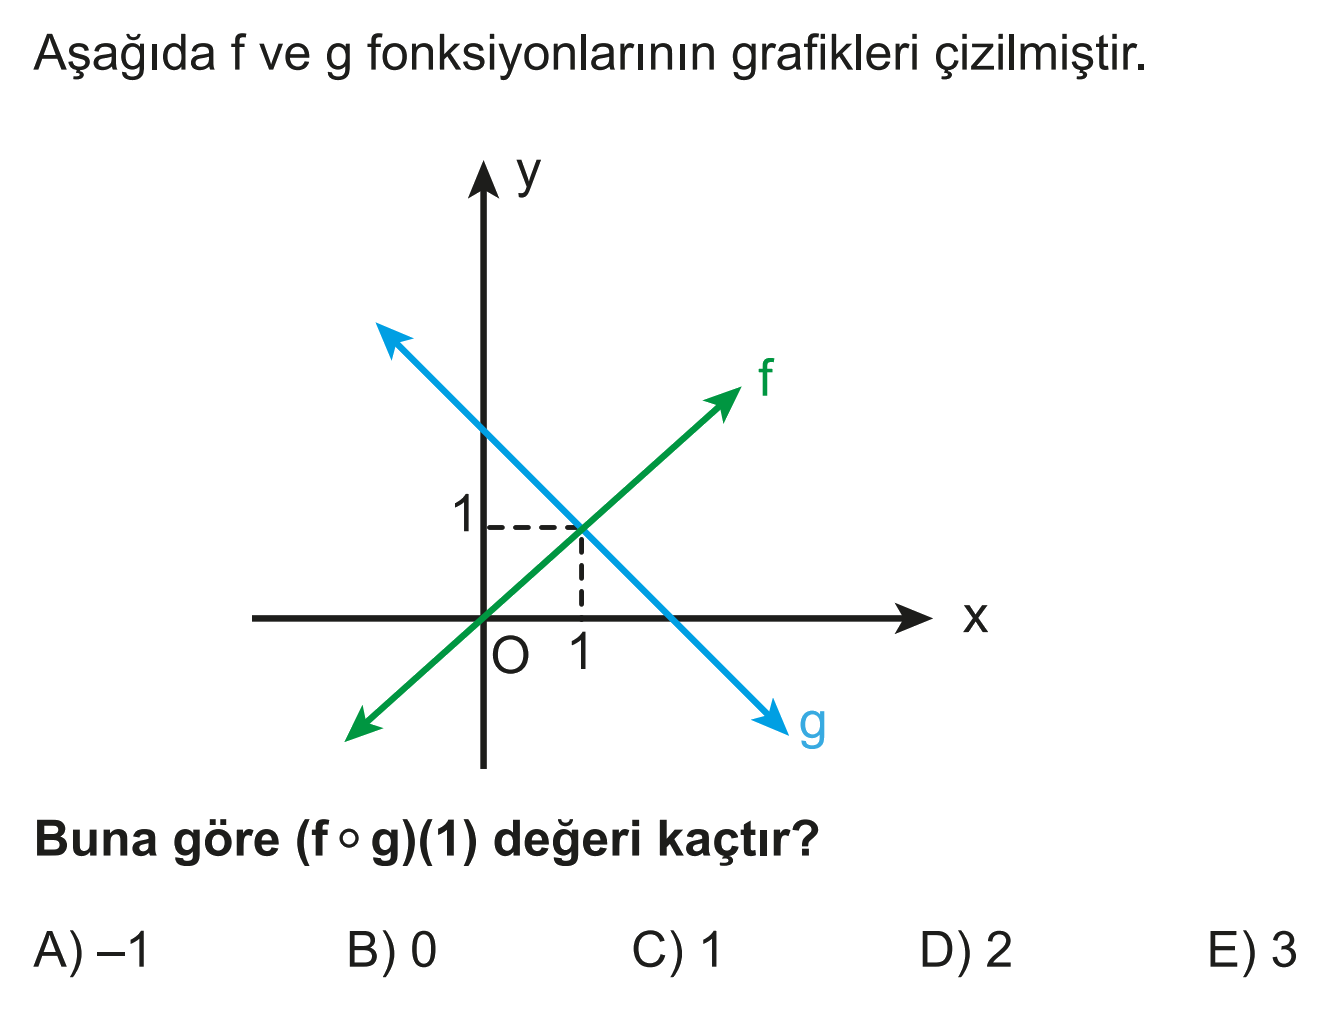 Aşağıda f ve g fonksiyonlarının grafikleri çizilmiştir.
y
f
1
x
O 1
g
Buna göre (f∘g)(1) değeri kaçtır?
A) –1 B) 0 C) 1 D) 2 E) 3